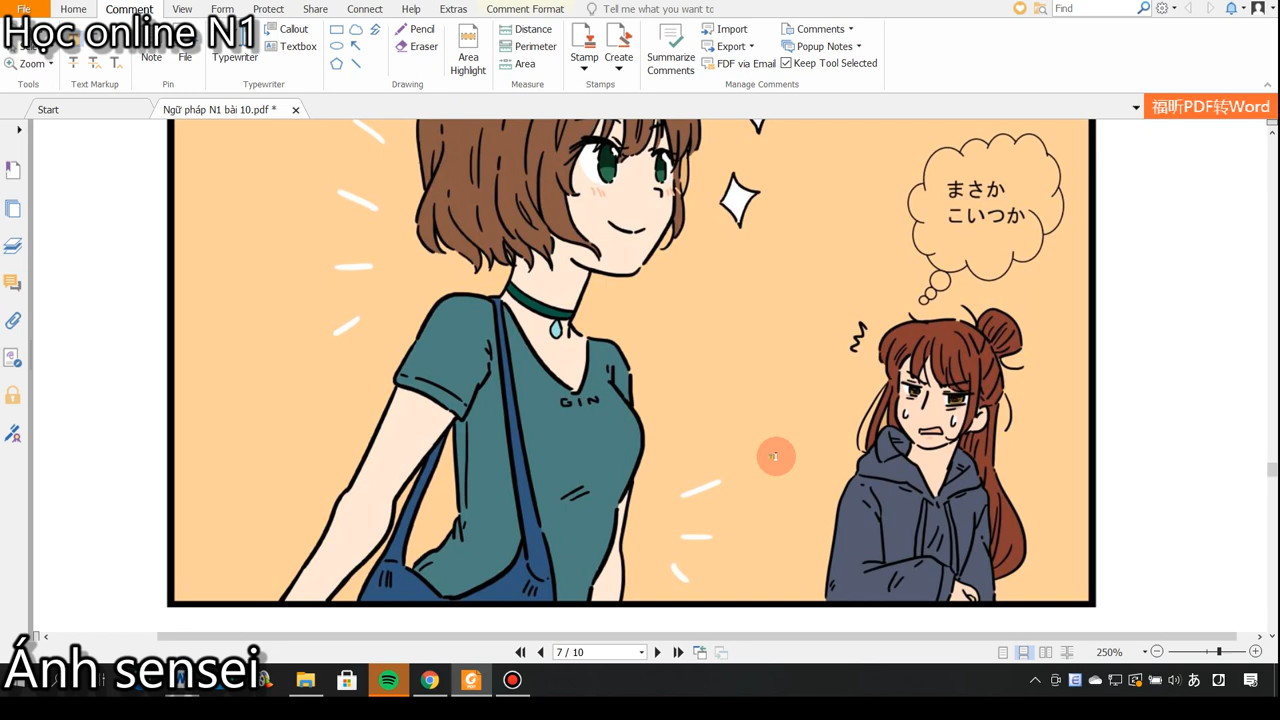 File
Home
Comment
View
Form
Protect
Share
Connect
Help
Extras
Comment Format
Tell me what you want tc
Find
Học online N1
Zoom
Tools
Text Markup
Note
File
Pin
Typewriter
Callout
Textbox
Typewriter
Pencil
Eraser
Drawing
Area
Highlight
Distance
Perimeter
Area
Measure
Stamp
Create
Stamps
Summarize
Comments
Import
Export
FDF via Email
Comments
Popup Notes
Keep Tool Selected
Manage Comments
Start
Ngữ pháp N1 bài 10.pdf *
福昕PDF转Word
まさか
こいつか
GIN
7 / 10
250%
Ánh sensei
あ